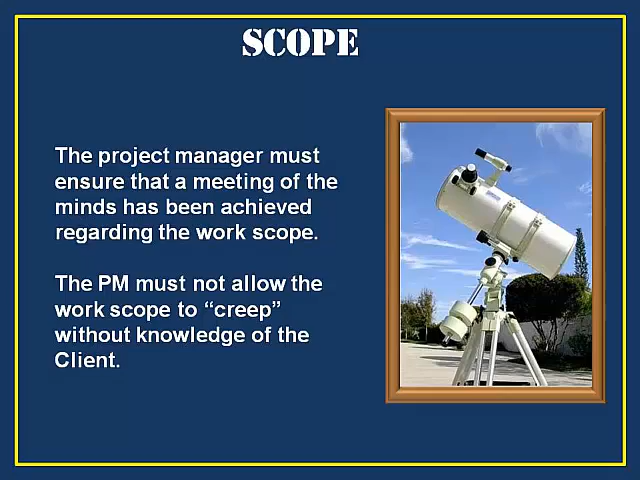 SCOPE
The project manager must
ensure that a meeting of the
minds has been achieved
regarding the work scope.
The PM must not allow the
work scope to “creep”
without knowledge of the
Client.